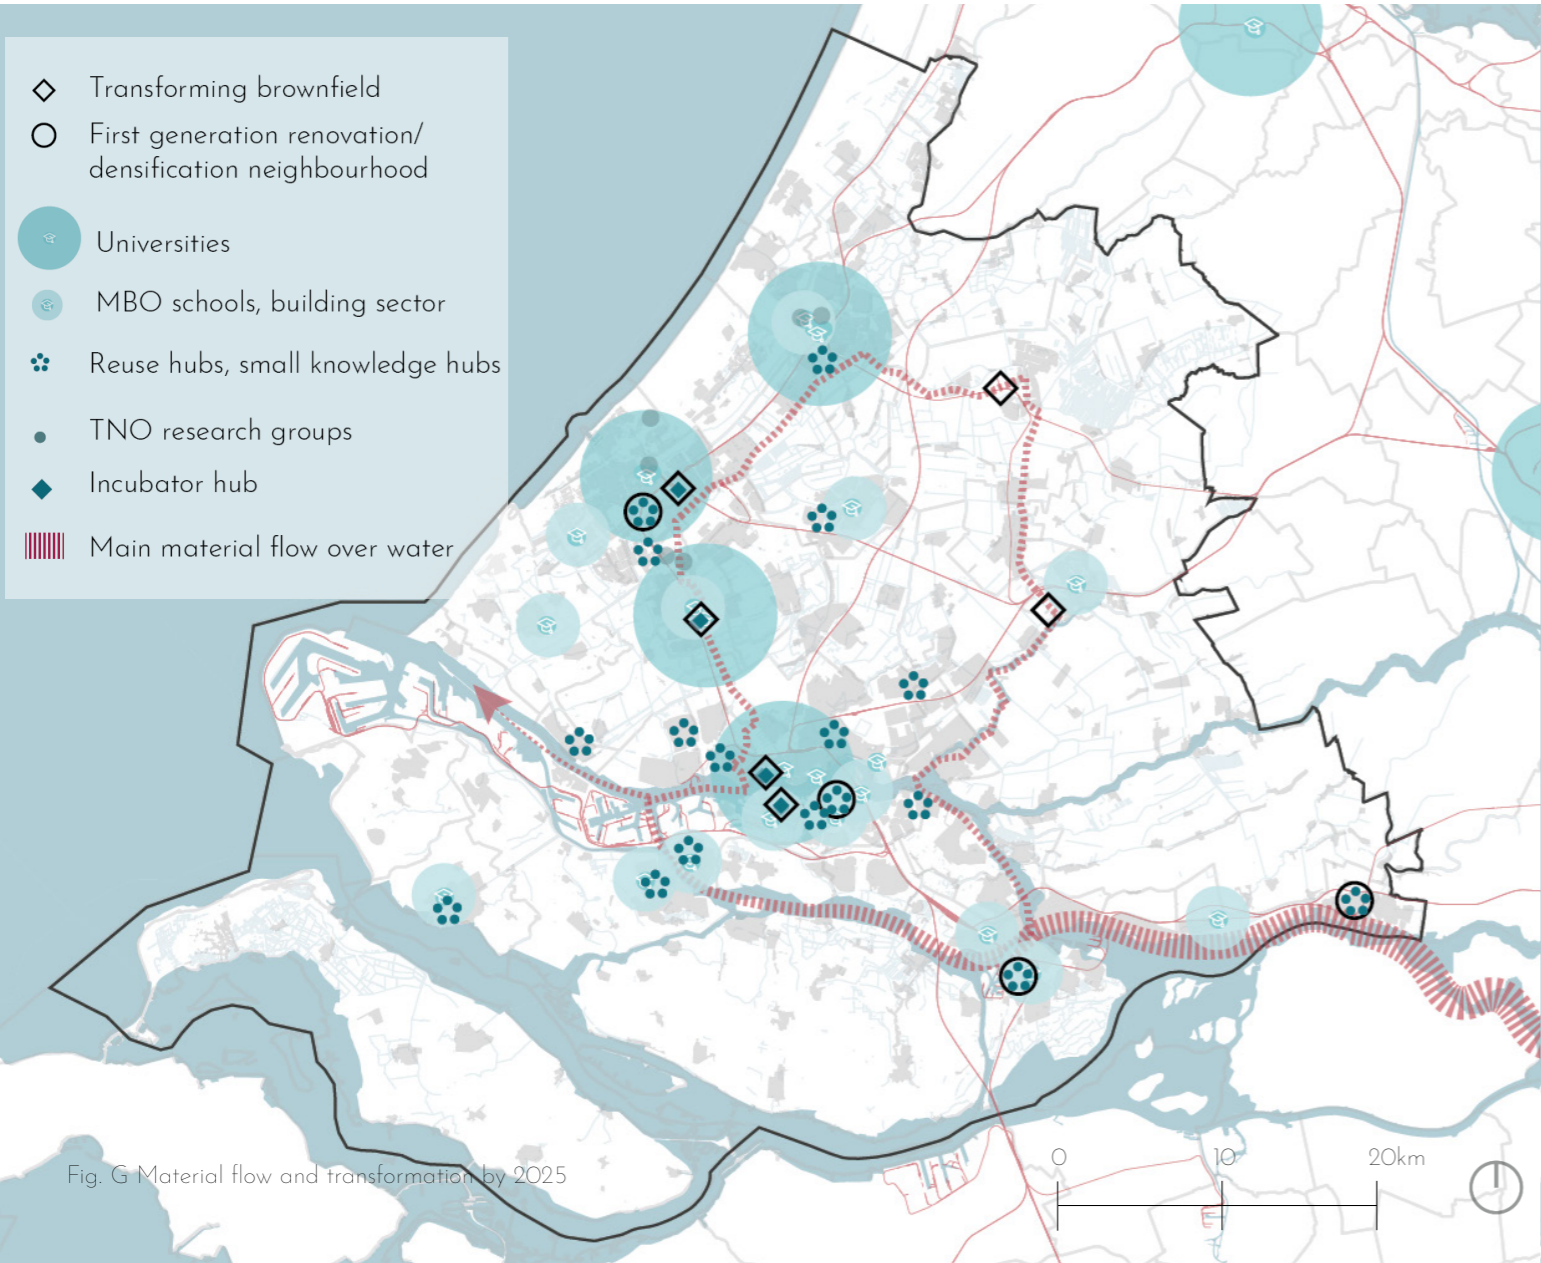 Transforming brownfield
First generation renovation/
densification neighbourhood
Universities
MBO schools, building sector
Reuse hubs, small knowledge hubs
TNO research groups
Incubator hub
Main material flow over water
Fig. G Material flow and transformation by 2025
0 10 20km